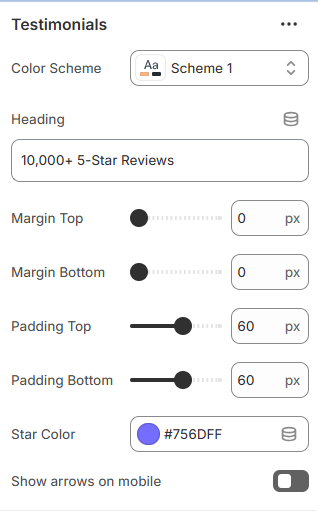 Testimonials
Color Scheme Aa Scheme 1
Heading
10,000+ 5-Star Reviews
Margin Top 0 px
Margin Bottom 0 px
Padding Top 60 px
Padding Bottom 60 px
Star Color #756DFF
Show arrows on mobile